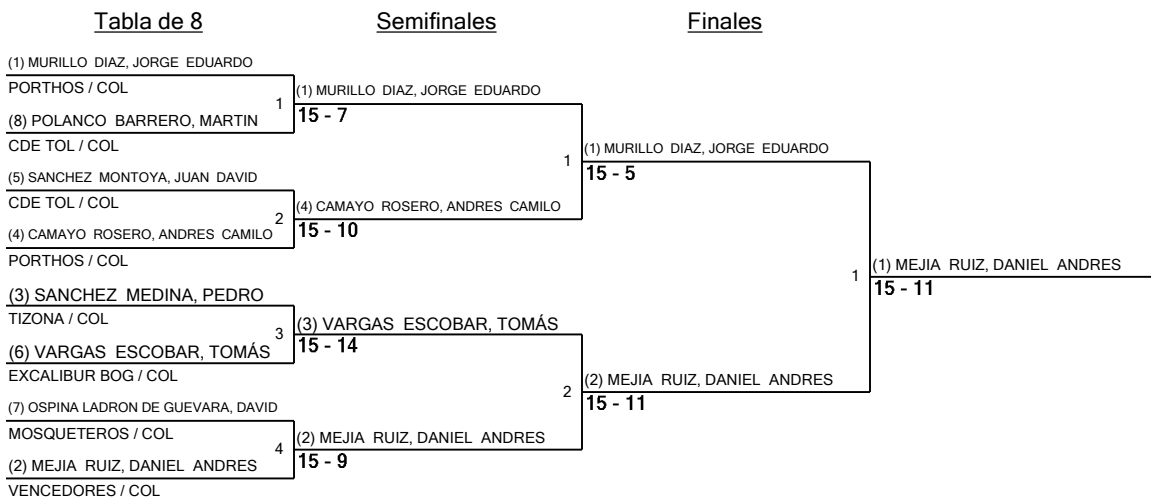 Tabla de 8
Semifinales
Finales
(1) MURILLO DIAZ, JORGE EDUARDO
PORTHOS / COL
1
(8) POLANCO BARRERO, MARTIN
CDE TOL / COL
(5) SANCHEZ MONTOYA, JUAN DAVID
CDE TOL / COL
2
(4) CAMAYO ROSERO, ANDRES CAMILO
PORTHOS / COL
(3) SANCHEZ MEDINA, PEDRO
TIZONA / COL
3
(6) VARGAS ESCOBAR, TOMÁS
EXCALIBUR BOG / COL
(7) OSPINA LADRON DE GUEVARA, DAVID
MOSQUETEROS / COL
4
(2) MEJIA RUIZ, DANIEL ANDRES
VENCEDORES / COL
(1) MURILLO DIAZ, JORGE EDUARDO
15 - 7
1
(4) CAMAYO ROSERO, ANDRES CAMILO
15 - 10
(3) VARGAS ESCOBAR, TOMÁS
15 - 14
2
(2) MEJIA RUIZ, DANIEL ANDRES
15 - 9
(1) MURILLO DIAZ, JORGE EDUARDO
15 - 5
1
(2) MEJIA RUIZ, DANIEL ANDRES
15 - 11
(1) MEJIA RUIZ, DANIEL ANDRES
15 - 11